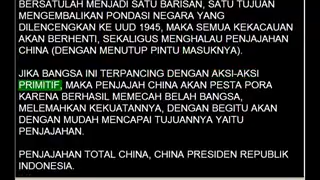 BERSATULAH MENJADI SATU BARISAN, SATU TUJUAN
MENGEMBALIKAN PONDASI NEGARA YANG
DILENCENGKAN KE UUD 1945, MAKA SEMUA KEKACAUAN
AKAN BERHENTI, SEKALIGUS MENGHALAU PENJAJAHAN
CHINA (DENGAN MENUTUP PINTU MASUKNYA).
JIKA BANGSA INI TERPANCING DENGAN AKSI-AKSI
PRIMITIF, MAKA PENJAJAH CHINA AKAN PESTA PORA
KARENA BERHASIL MEMECAH BELAH BANGSA,
MELEMAHKAN KEKUATANNYA, DENGAN BEGITU AKAN
DENGAN MUDAH MENCAPAI TUJUANNYA YAITU
PENJAJAHAN.
PENJAJAHAN TOTAL CHINA, CHINA PRESIDEN REPUBLIK
INDONESIA.